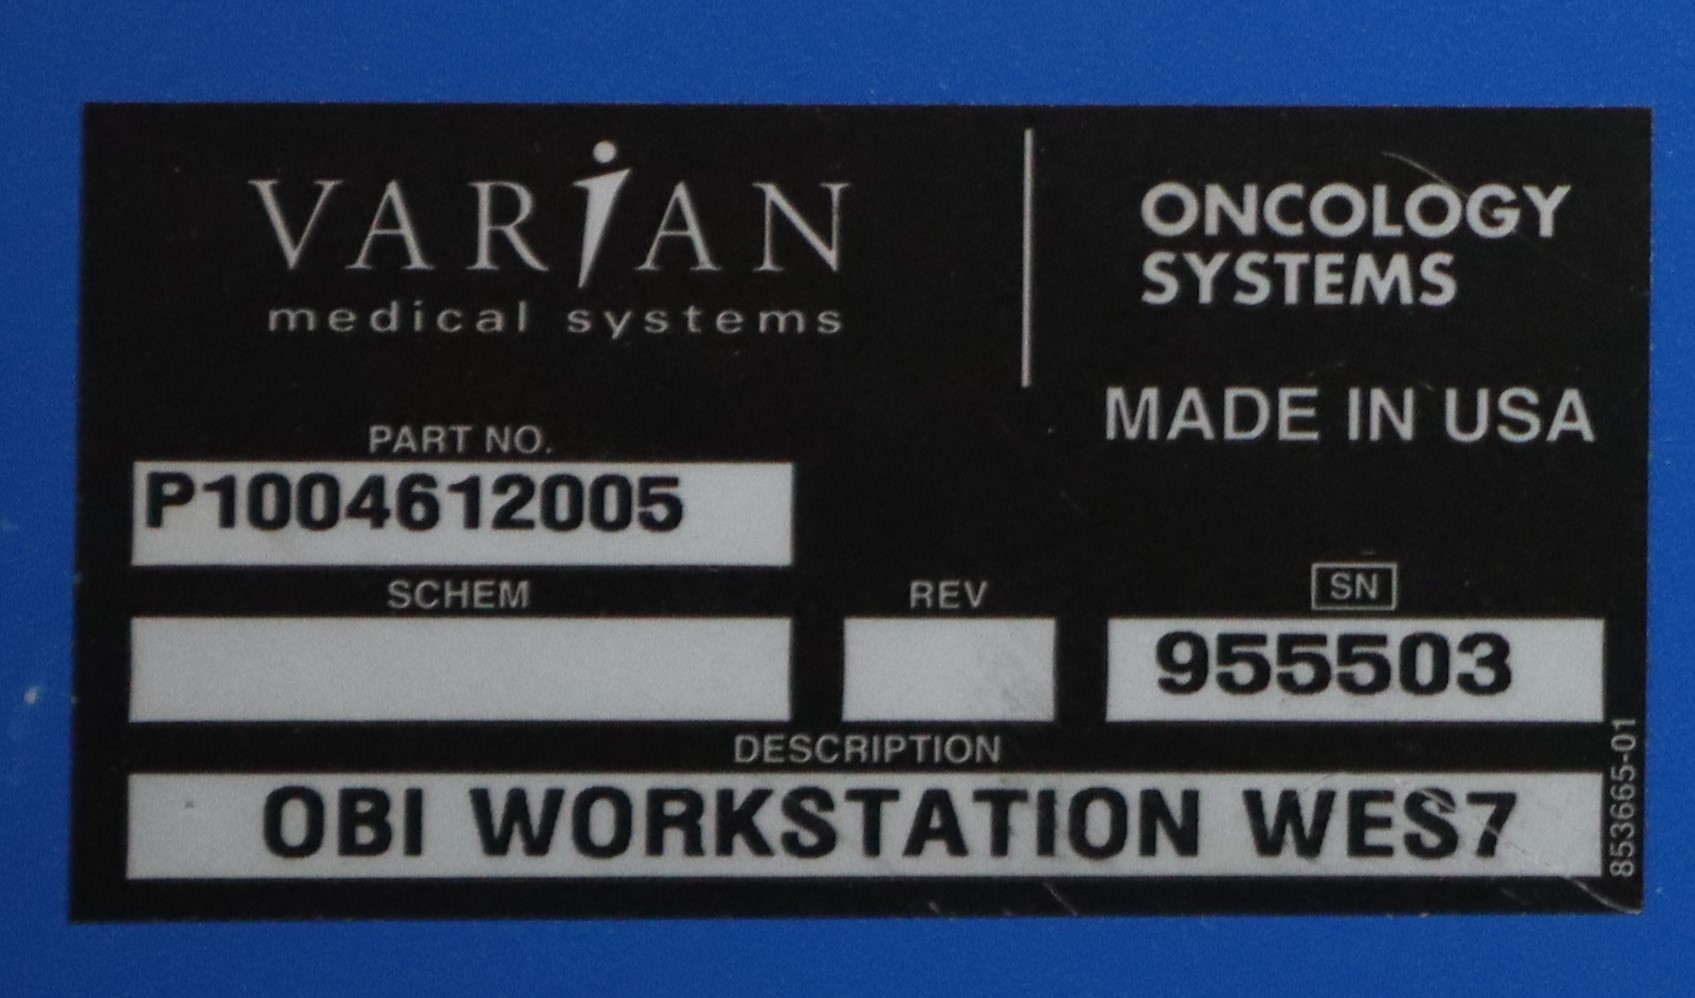 VARIAN
medical systems
ONCOLOGY
SYSTEMS
MADE IN USA
PART NO.
P1004612005
SCHEM
REV
SN
955503
DESCRIPTION
OBI WORKSTATION WES7
853665-01